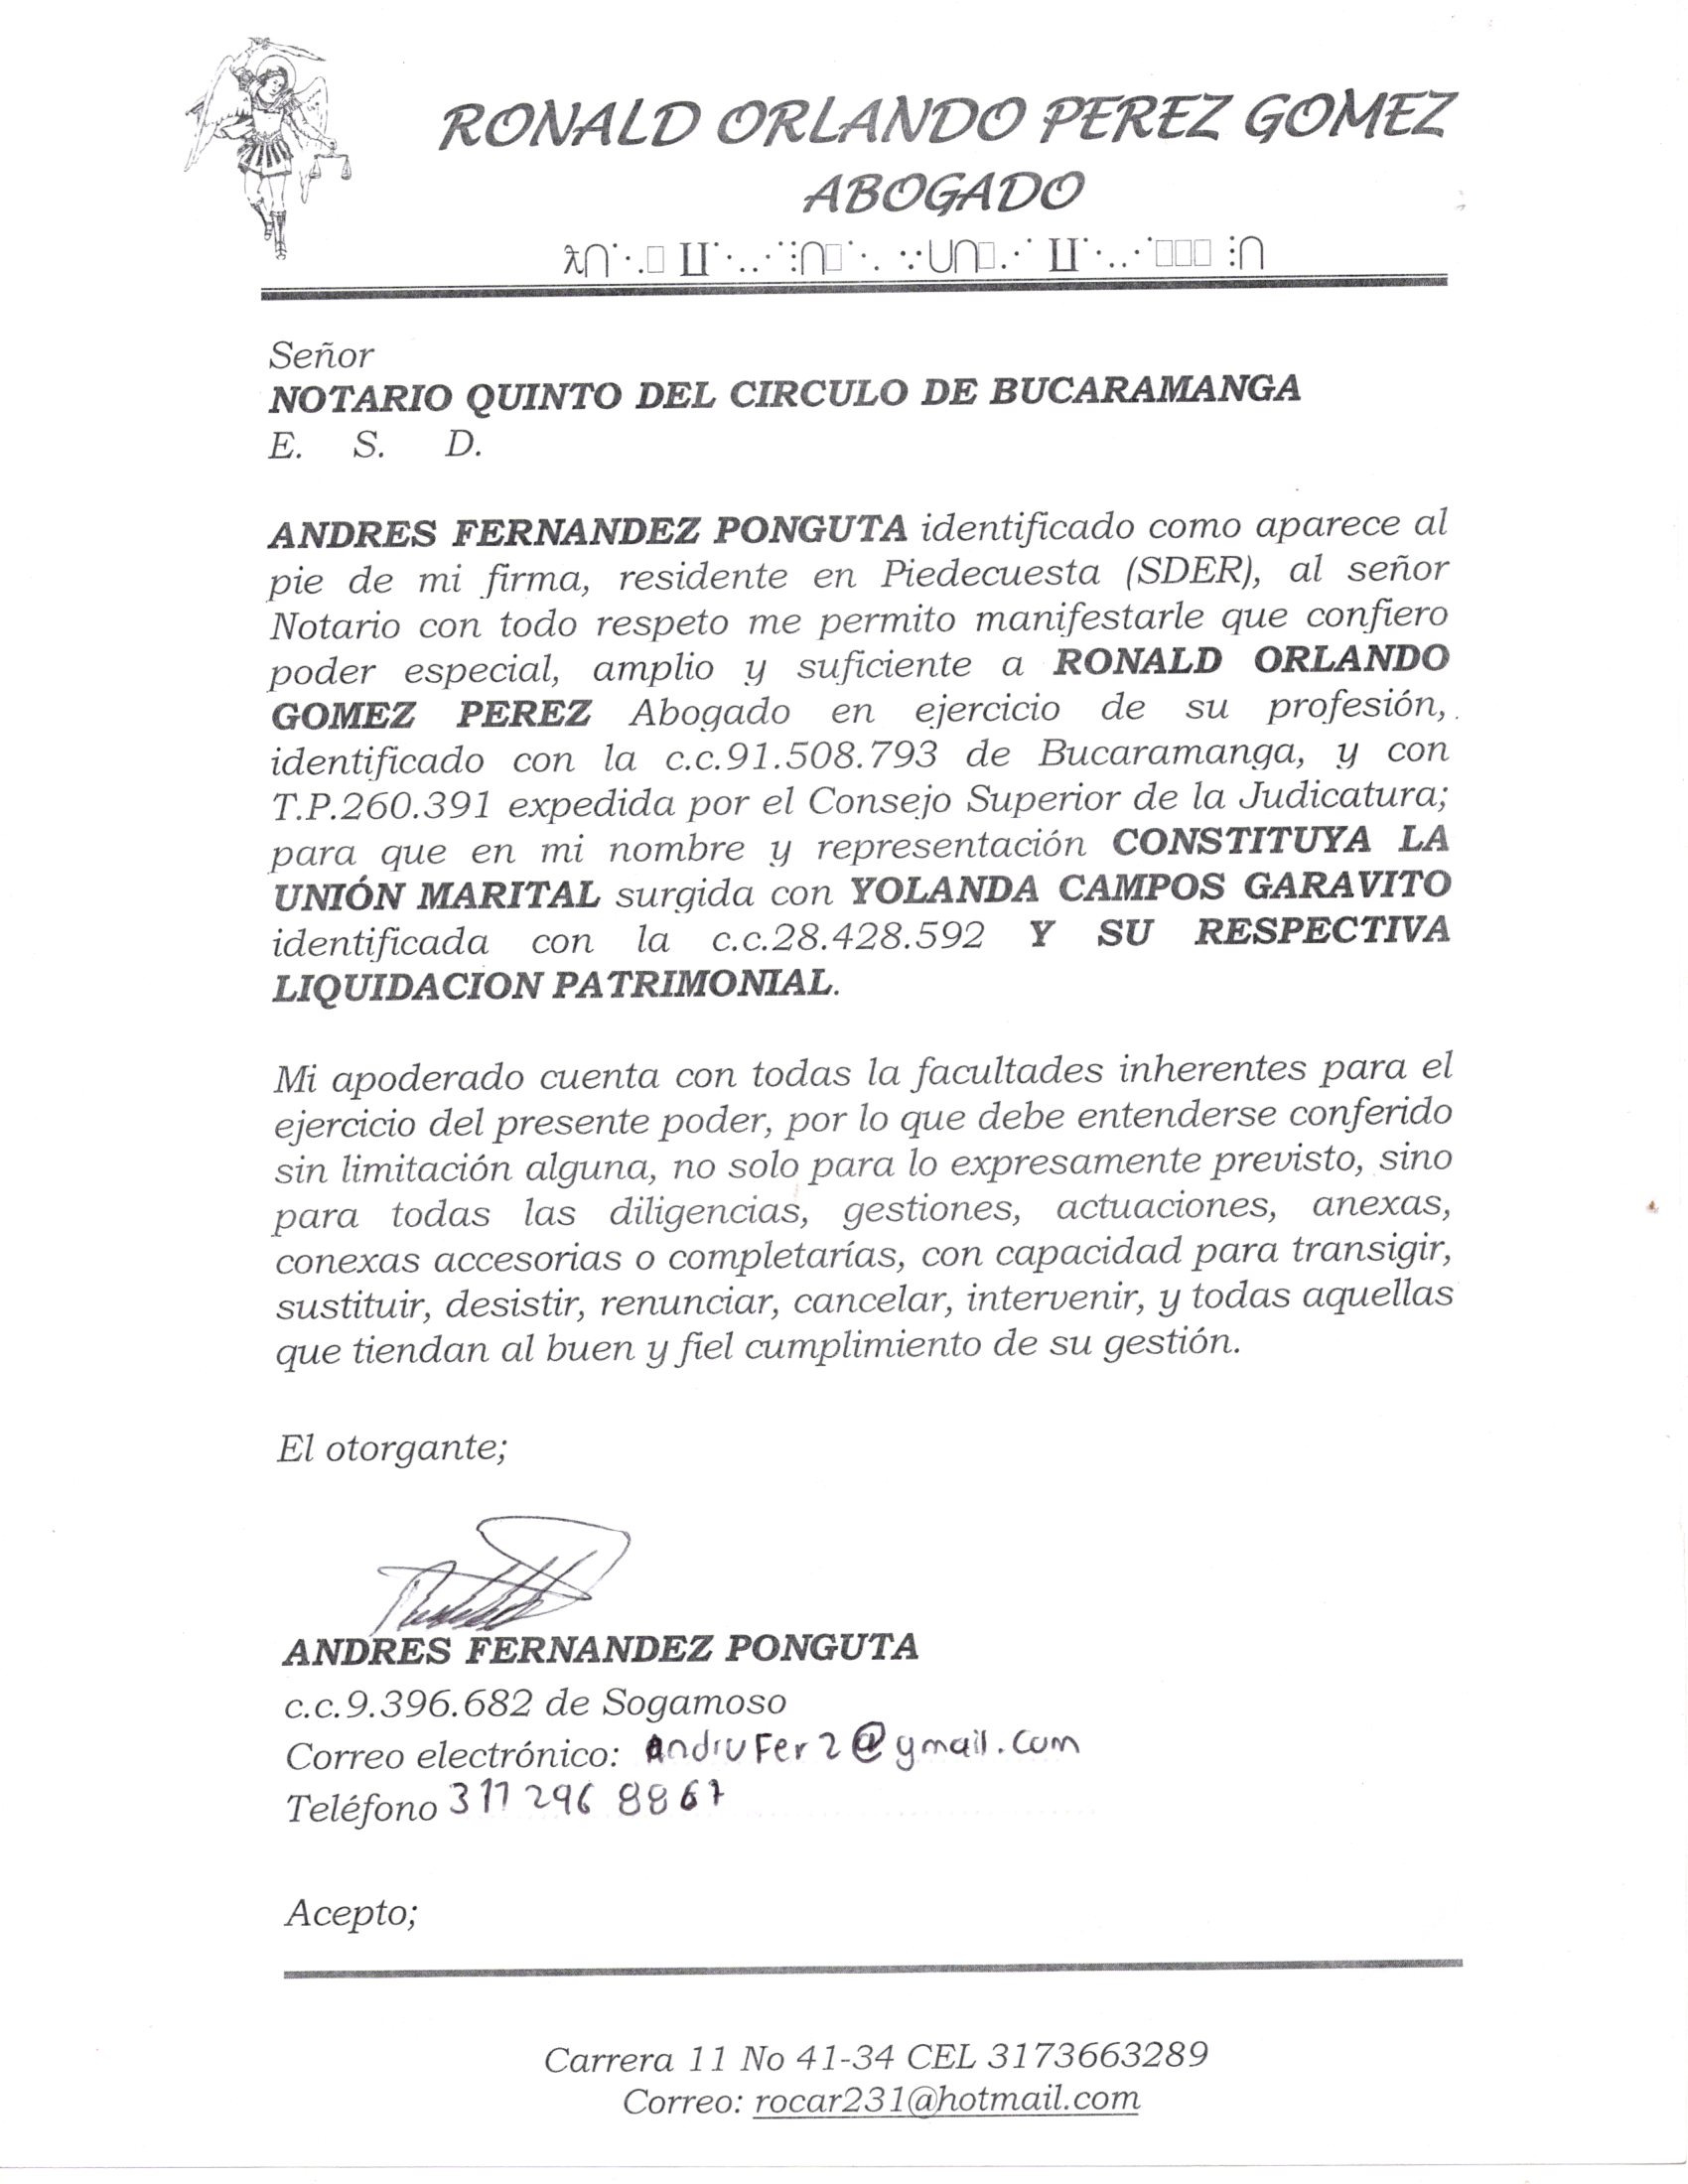 RONALD ORLANDO PEREZ GOMEZ
ABOGADO
Señor
NOTARIO QUINTO DEL CIRCULO DE BUCARAMANGA
E. S. D.
ANDRES FERNANDEZ PONGUTA identificado como aparece al
pie de mi firma, residente en Piedecuesta (SDER), al señor
Notario con todo respeto me permito manifestarle que confiero
poder especial, amplio y suficiente a RONALD ORLANDO
GOMEZ PEREZ Abogado en ejercicio de su profesión,
identificado con la c.c.91.508.793 de Bucaramanga, y con
T.P.260.391 expedida por el Consejo Superior de la Judicatura;
para que en mi nombre y representación CONSTITUYA LA
UNIÓN MARITAL surgida con YOLANDA CAMPOS GARAVITO
identificada con la c.c.28.428.592 Y SU RESPECTIVA
LIQUIDACION PATRIMONIAL.
Mi apoderado cuenta con todas la facultades inherentes para el
ejercicio del presente poder, por lo que debe entenderse conferido
sin limitación alguna, no solo para lo expresamente previsto, sino
para todas las diligencias, gestiones, actuaciones, anexas,
conexas accesorias o completarías, con capacidad para transigir,
sustituir, desistir, renunciar, cancelar, intervenir, y todas aquellas
que tiendan al buen y fiel cumplimiento de su gestión.
El otorgante;
ANDRES FERNANDEZ PONGUTA
c.c.9.396.682 de Sogamoso
Correo electrónico:
Teléfono 311 296 8867
Acepto;
Carrera 11 No 41-34 CEL 3173663289
Correo: rocar231@hotmail.com